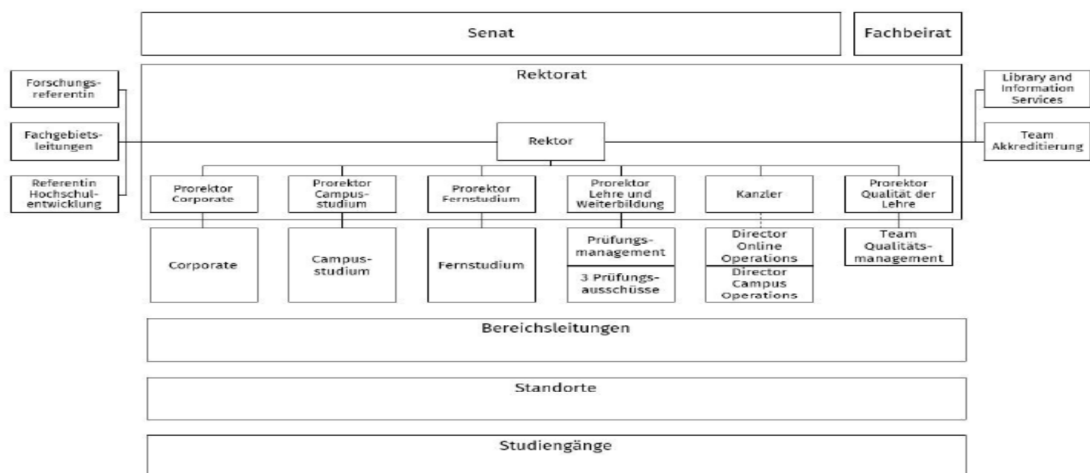 Senat
Fachbeirat
Rektorat
Forschungs-
referentin
Library and
Information
Services
Fachgebiets-
leitungen
Rektor
Team
Akkreditierung
Referentin
Hochschul-
entwicklung
Prorektor
Corporate
Prorektor
Campus-
studium
Prorektor
Fernstudium
Prorektor
Lehre und
Weiterbildung
Kanzler
Prorektor
Qualität der
Lehre
Corporate
Campus-
studium
Fernstudium
Prüfungs-
management
3 Prüfungs-
ausschüsse
Director
Online
Operations
Director
Campus
Operations
Team
Qualitäts-
management
Bereichsleitungen
Standorte
Studiengänge